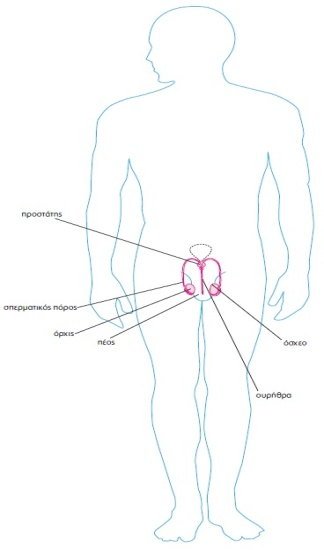 προστάτης
σπερματικός πόρος
όρχις
πέος
όσχεο
ουρήθρα